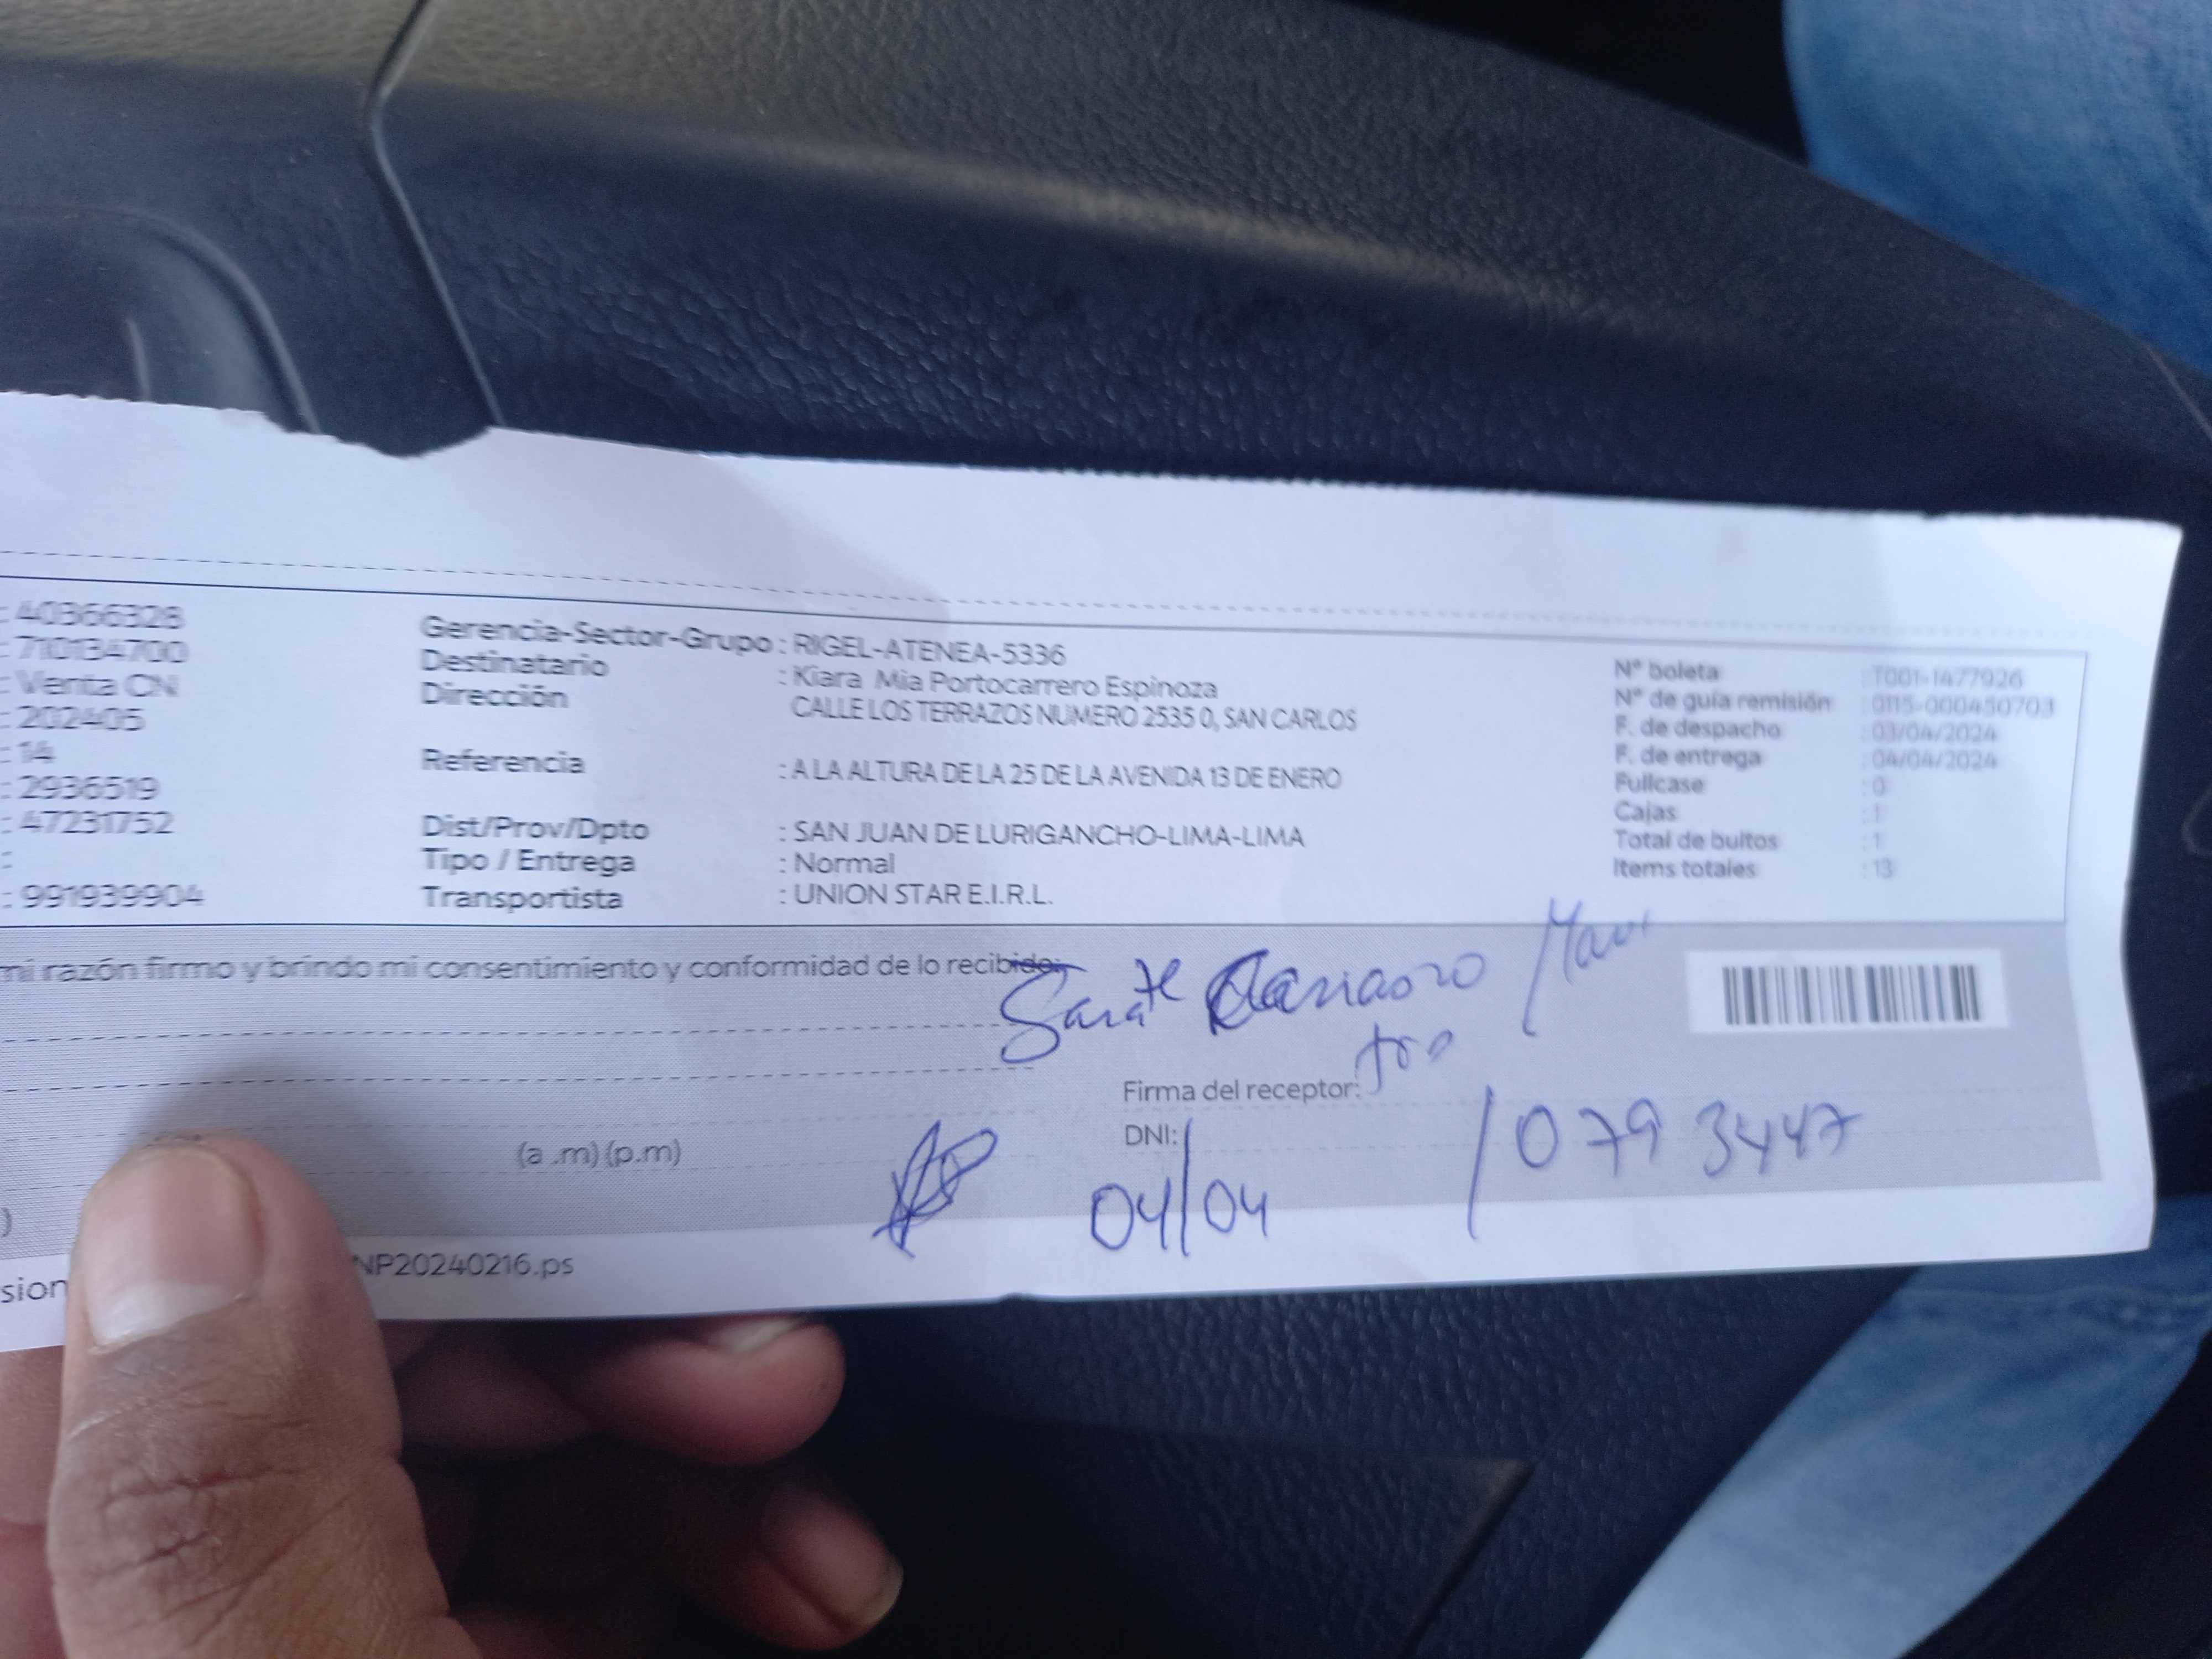 : 40366328
: 710134700
: Venta CN
: 202405
: 14
: 2936519
: 47231752
:
: 991939904
Gerencia-Sector-Grupo : RIGEL-ATENEA-5336
Destinatario : Kiara Mia Portocarrero Espinoza
Dirección CALLE LOS TERRAZOS NUMERO 2535 0, SAN CARLOS
Referencia : A LA ALTURA DE LA 25 DE LA AVENIDA 13 DE ENERO
Dist/Prov/Dpto : SAN JUAN DE LURIGANCHO-LIMA-LIMA
Tipo / Entrega : Normal
Transportista : UNION STAR E.I.R.L.
N° boleta : T001-1477926
N° de guía remisión : 0115-000450703
F. de despacho : 03/04/2024
F. de entrega : 04/04/2024
Fullcase : 0
Cajas : 1
Total de bultos : 1
Items totales : 13
mi razón firmo y brindo mi consentimiento y conformidad de lo recibido:
Firma del receptor:
DNI:
10793447
(a .m) (p.m)
04/04
)
sion
NP20240216.ps